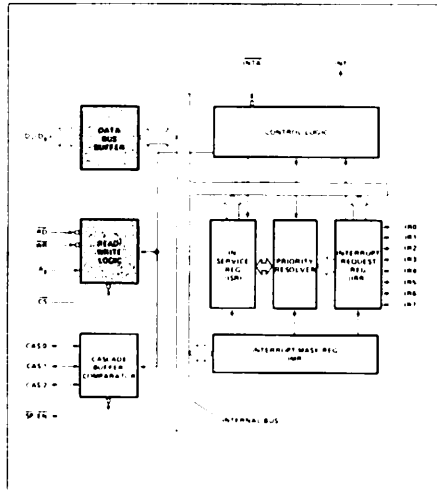 INTA
INT
DATA
BUS
BUFFER
CONTROL LOGIC
RD
WR
READ
WRITE
LOGIC
A0
CS
IN
SERVICE
REG
(ISR)
PRIORITY
RESOLVER
INTERRUPT
REQUEST
REG
(IRR)
IR0
IR1
IR2
IR3
IR4
IR5
IR6
IR7
CAS 0
CAS 1
CAS 2
CASCADE
BUFFER
COMPARATOR
INTERRUPT MASK REG
IMR
SP EN
INTERNAL BUS